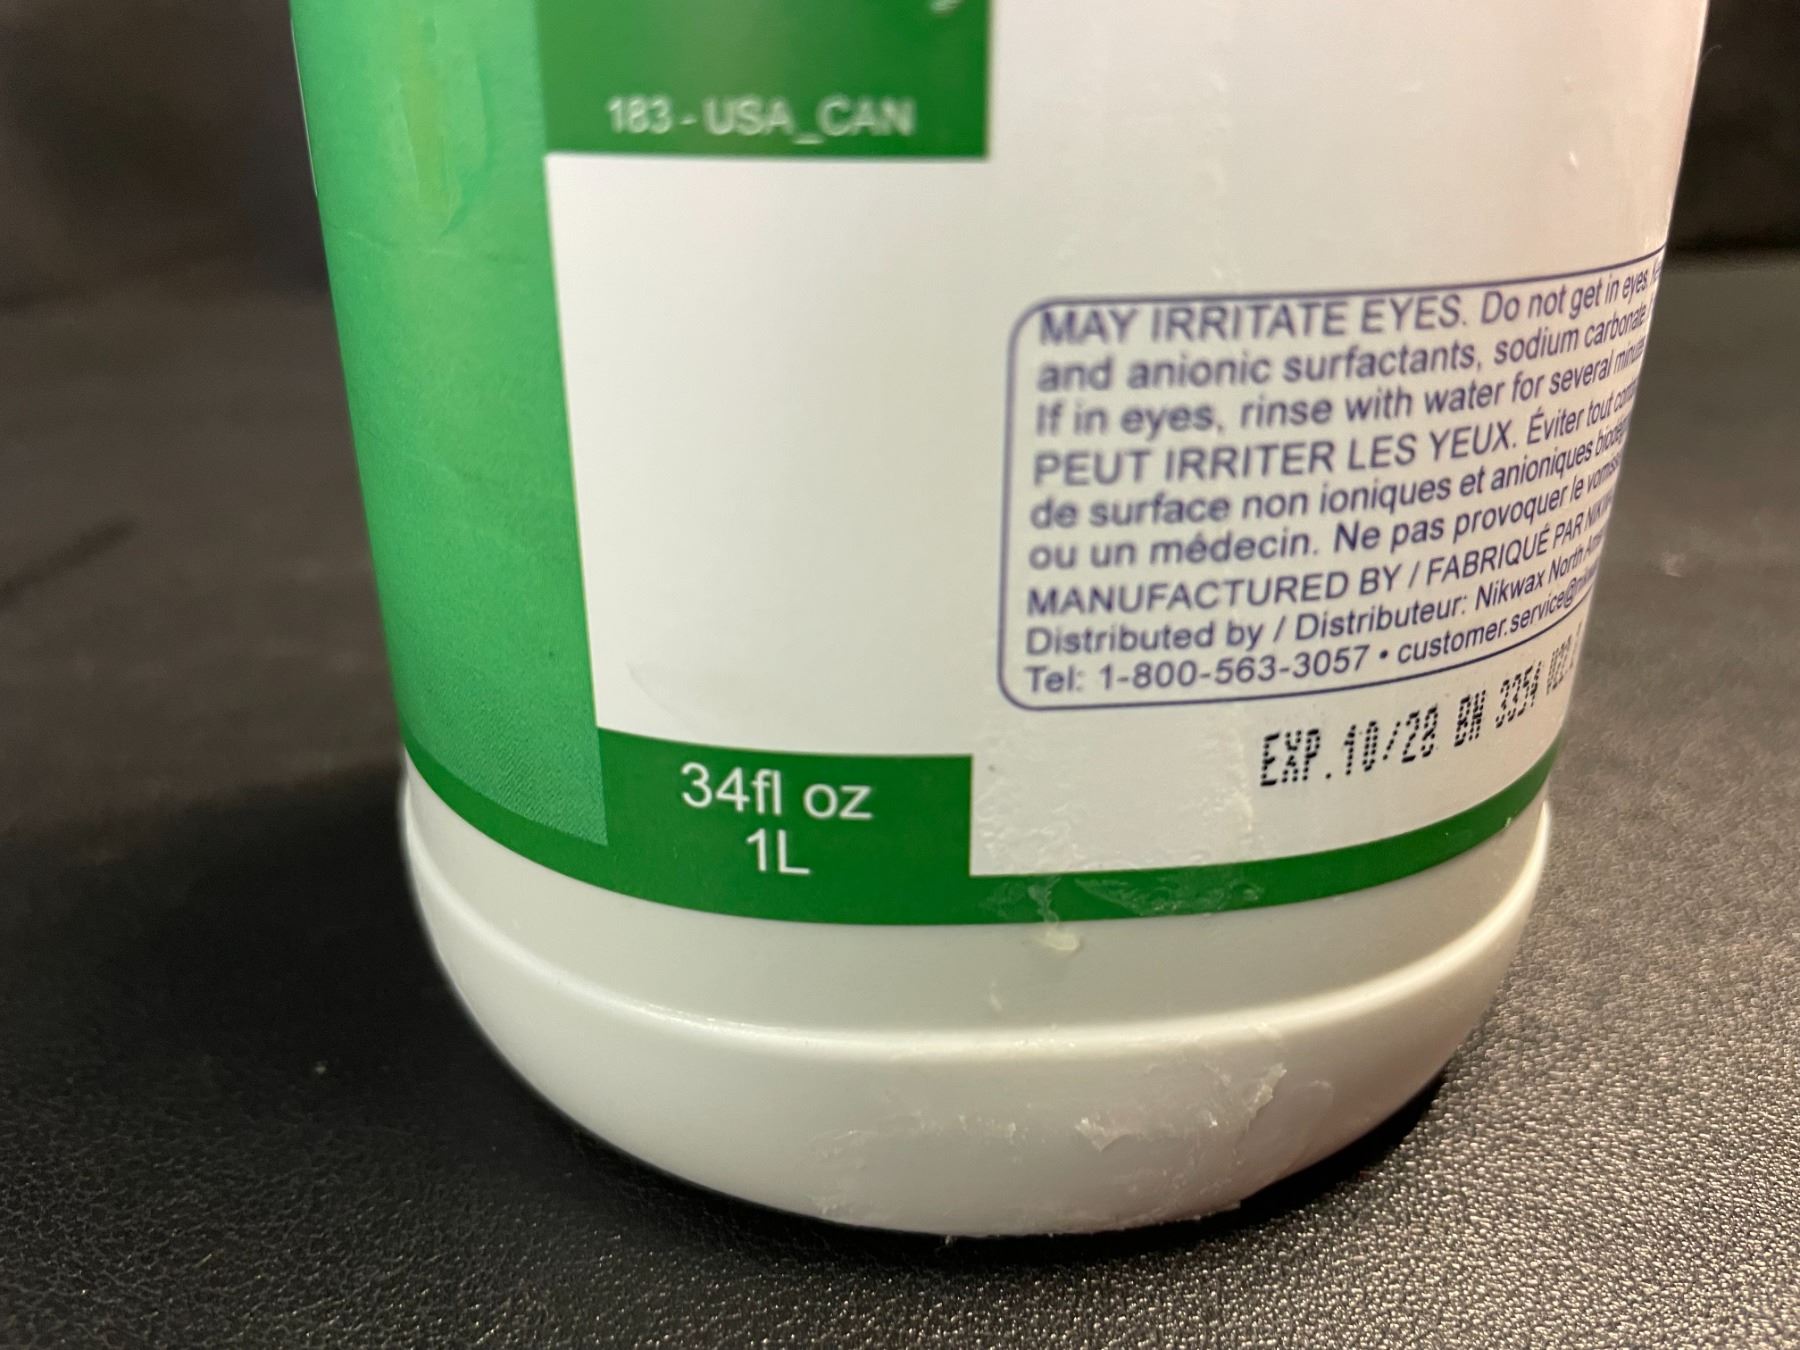 183 - USA_CAN
MAY IRRITATE EYES. Do not get in eyes,
and anionic surfactants, sodium carbonate.
If in eyes, rinse with water for several minutes
PEUT IRRITER LES YEUX. Éviter tout
de surface non ioniques et anioniques
ou un médecin. Ne pas provoquer le
MANUFACTURED BY / FABRIQUÉ PAR
Distributed by / Distributeur: Nikwax North
Tel: 1-800-563-3057 • customer.service@
EXP. 10/29
34fl oz
1L